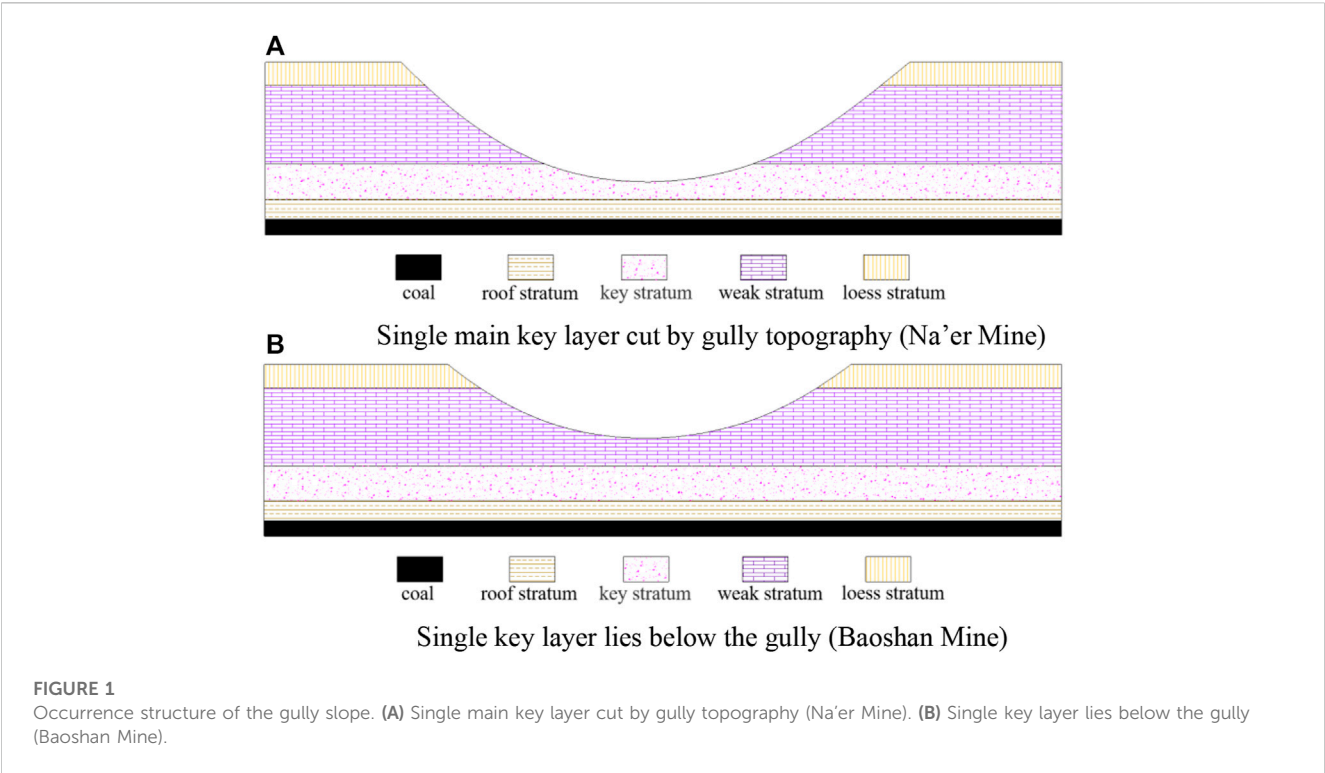 A
coal roof stratum key stratum weak stratum loess stratum
Single main key layer cut by gully topography (Na’er Mine)
B
coal roof stratum key stratum weak stratum loess stratum
Single key layer lies below the gully (Baoshan Mine)
FIGURE 1
Occurrence structure of the gully slope. (A) Single main key layer cut by gully topography (Na’er Mine). (B) Single key layer lies below the gully
(Baoshan Mine).